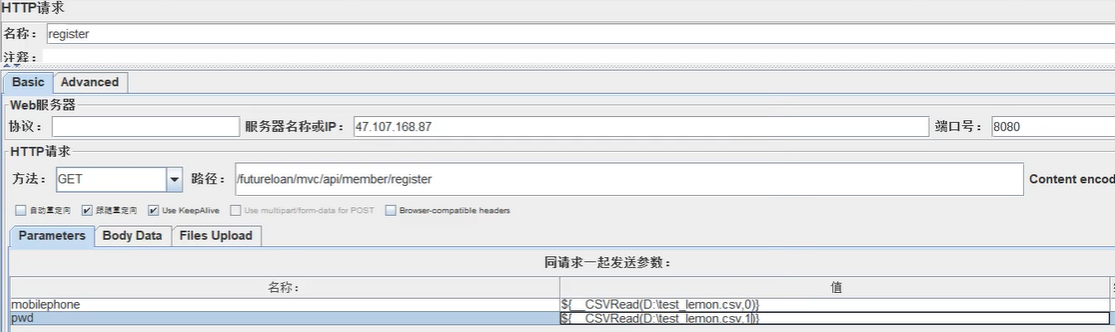 HTTP请求
名称： register
注释：
Basic Advanced
Web服务器
协议： 服务器名称或IP： 47.107.168.87 端口号： 8080
HTTP请求
方法： GET 路径： /futureloan/mvc/api/member/register Content encod
自动重定向 跟随重定向 Use KeepAlive Use multipart/form-data for POST Browser-compatible headers
Parameters Body Data Files Upload
同请求一起发送参数：
名称： 值
mobilephone ${__CSVRead(D:\test_lemon.csv,0)}
pwd ${__CSVRead(D:\test_lemon.csv,1)}